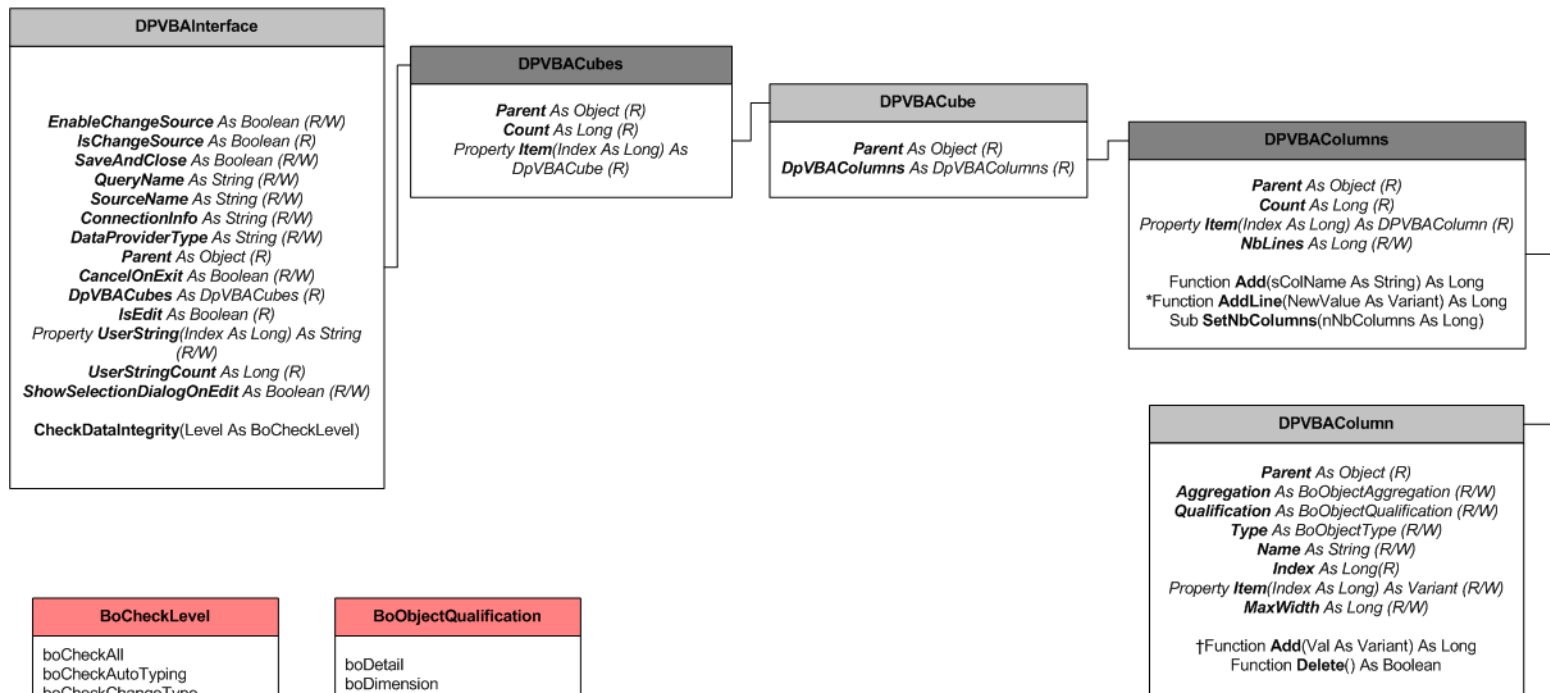 DPVBAInterface
EnableChangeSource As Boolean (R/W)
IsChangeSource As Boolean (R)
SaveAndClose As Boolean (R/W)
QueryName As String (R/W)
SourceName As String (R/W)
ConnectionInfo As String (R/W)
DataProviderType As String (R/W)
Parent As Object (R)
CancelOnExit As Boolean (R/W)
DpVBACubes As DpVBACubes (R)
IsEdit As Boolean (R)
Property UserString(Index As Long) As String
(R/W)
UserStringCount As Long (R)
ShowSelectionDialogOnEdit As Boolean (R/W)
CheckDataIntegrity(Level As BoCheckLevel)
DPVBACubes
Parent As Object (R)
Count As Long (R)
Property Item(Index As Long) As
DpVBACube (R)
DPVBACube
Parent As Object (R)
DpVBAColumns As DpVBAColumns (R)
DPVBAColumns
Parent As Object (R)
Count As Long (R)
Property Item(Index As Long) As DPVBAColumn (R)
NbLines As Long (R/W)
Function Add(sColName As String) As Long
*Function AddLine(NewValue As Variant) As Long
Sub SetNbColumns(nNbColumns As Long)
DPVBAColumn
Parent As Object (R)
Aggregation As BoObjectAggregation (R/W)
Qualification As BoObjectQualification (R/W)
Type As BoObjectType (R/W)
Name As String (R/W)
Index As Long(R)
Property Item(Index As Long) As Variant (R/W)
MaxWidth As Long (R/W)
†Function Add(Val As Variant) As Long
Function Delete() As Boolean
BoCheckLevel
boCheckAll
boCheckAutoTyping
boCheckChangeType
BoObjectQualification
boDetail
boDimension